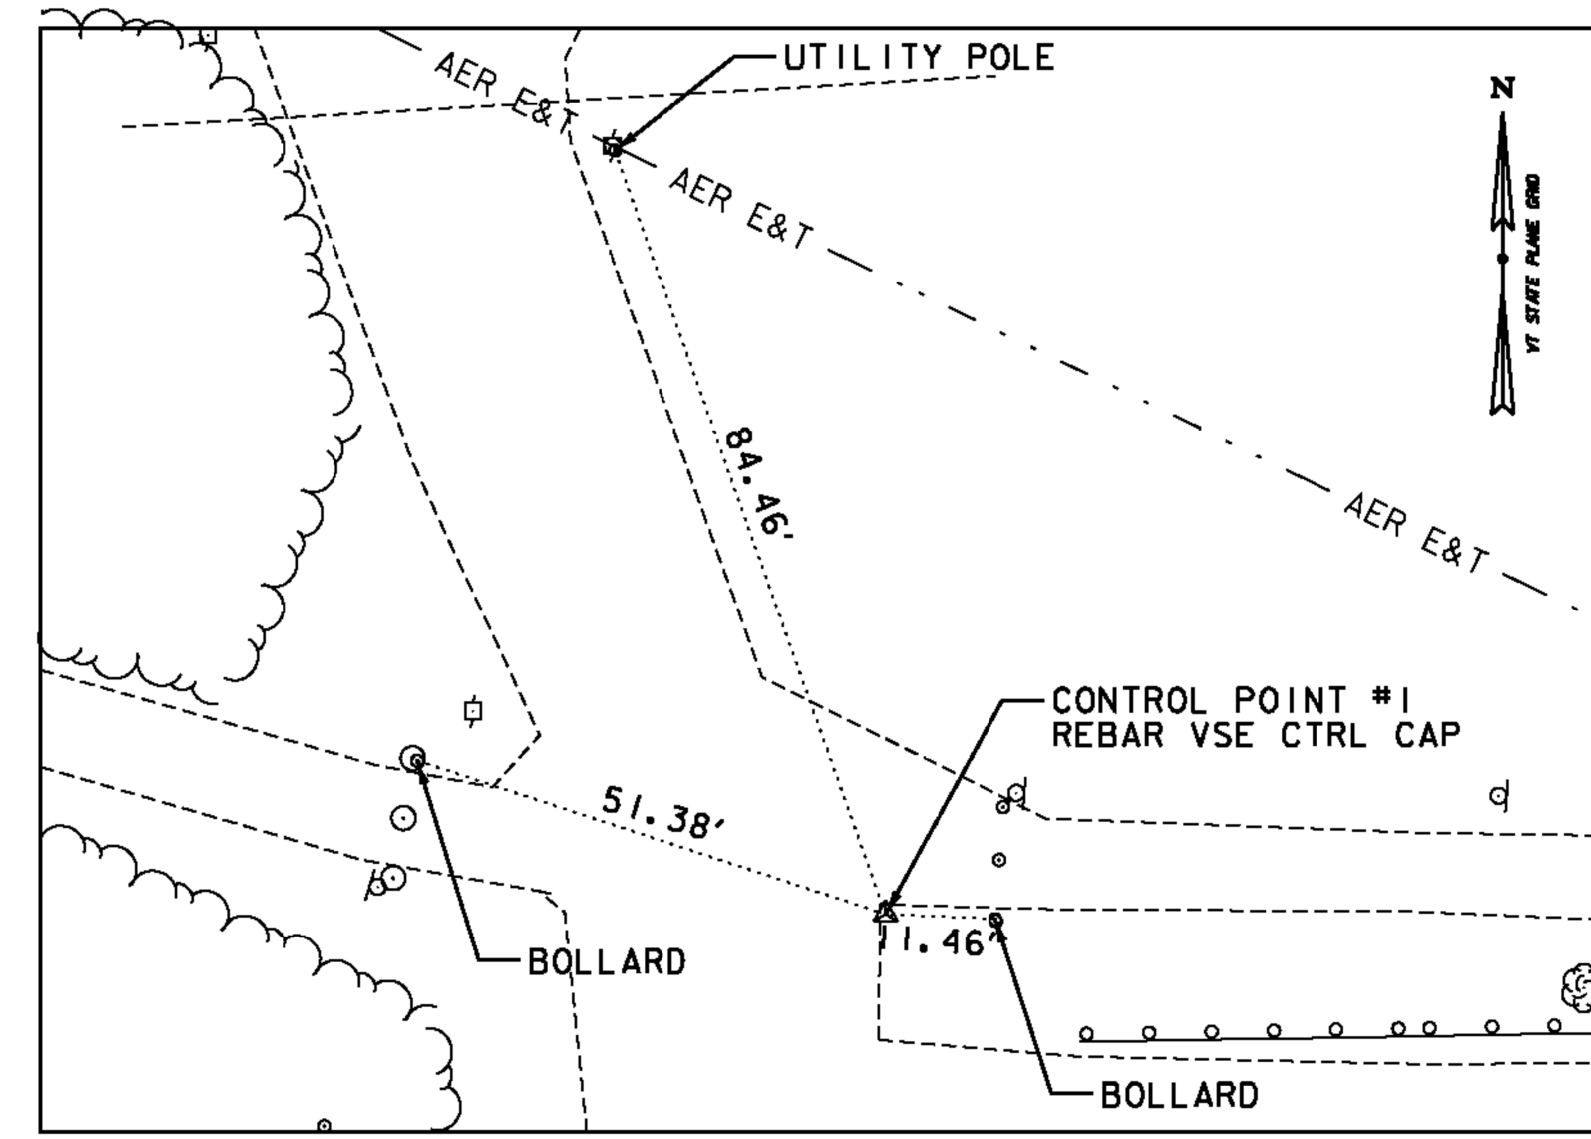 UTILITY POLE
AER E&T
N
VT STATE PLANE GRID
AER E&T
84.46'
AER E&T
CONTROL POINT #1
REBAR VSE CTRL CAP
51.38'
11.46'
BOLLARD
BOLLARD